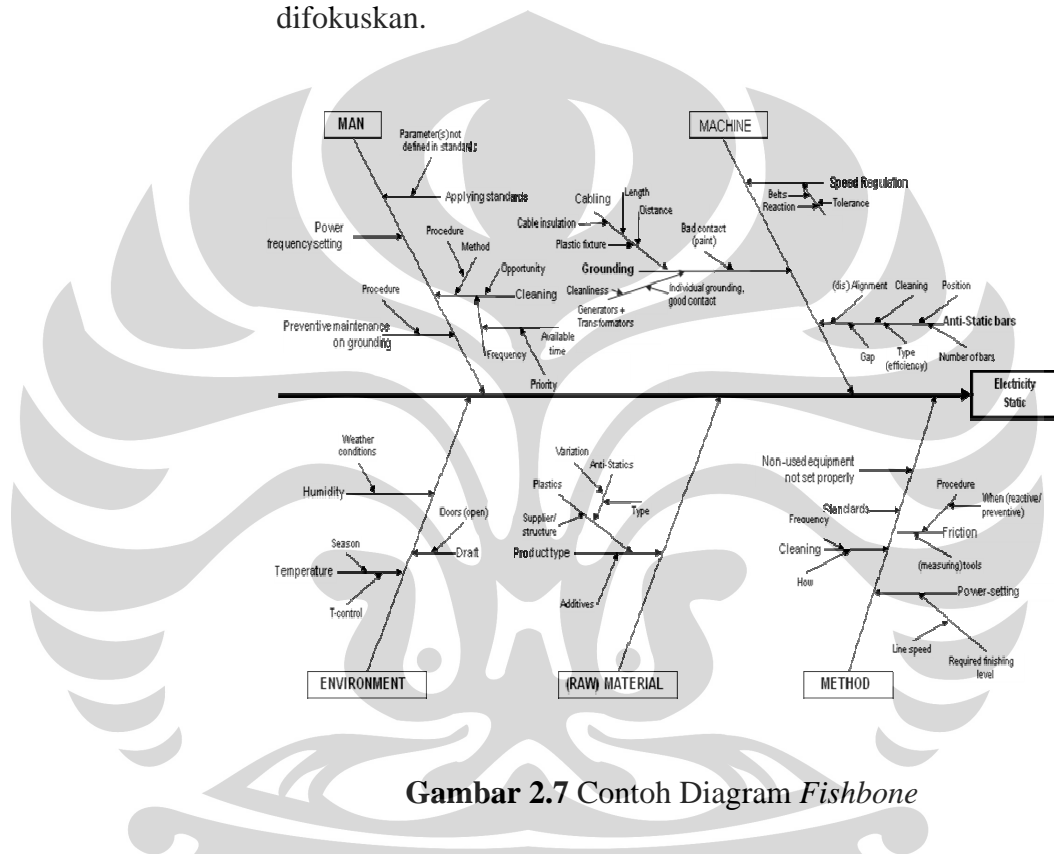 difokuskan.
MAN
MACHINE
Parameter(s) not
defined in standards
Applying standards
Power
frequency setting
Procedure
Method
Opportunity
Cleaning
Procedure
Preventive maintenance
on grounding
Frequency
Available
time
Priority
Cabling
Length
Distance
Cable insulation
Plastic fixture
Bad contact
(paint)
Grounding
Cleanliness
Individual grounding,
good contact
Generators +
Transformators
Speed Regulation
Belts
Reaction
Tolerance
(dis) Alignment
Cleaning
Position
Anti-Static bars
Gap
Type
(efficiency)
Number of bars
Electricity
Static
Weather
conditions
Humidity
Doors (open)
Season
Draft
Temperature
T-control
Variation
Anti-Statics
Plastics
Supplier/
structure
Type
Product type
Additives
Non-used equipment
not set properly
Procedure
When (reactive/
preventive)
Standards
Frequency
Friction
Cleaning
How
(measuring) tools
Power-setting
Line speed
Required finishing
level
ENVIRONMENT
(RAW) MATERIAL
METHOD
Gambar 2.7 Contoh Diagram Fishbone